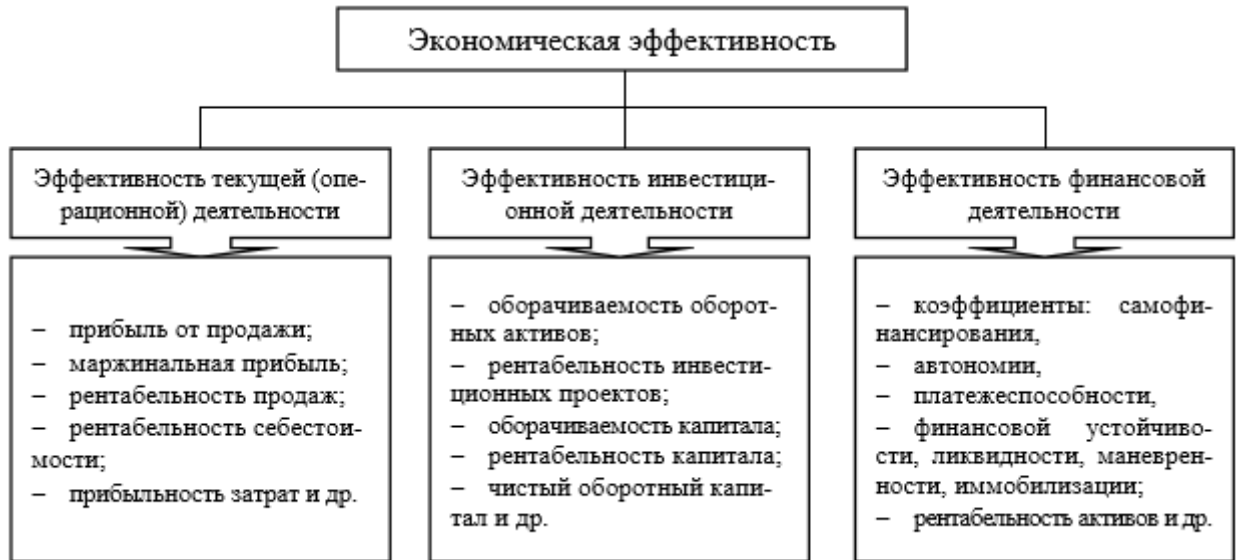 Экономическая эффективность
Эффективность текущей (опе-
рационной) деятельности
– прибыль от продажи;
– маржинальная прибыль;
– рентабельность продаж;
– рентабельность себестои-
мости;
– прибыльность затрат и др.
Эффективность инвестици-
онной деятельности
– оборачиваемость оборот-
ных активов;
– рентабельность инвести-
ционных проектов;
– оборачиваемость капитала;
– рентабельность капитала;
– чистый оборотный капи-
тал и др.
Эффективность финансовой
деятельности
– коэффициенты: самофи-
нансирования,
– автономии,
– платежеспособности,
– финансовой устойчиво-
сти, ликвидности, маневрен-
ности, иммобилизации;
– рентабельность активов и др.